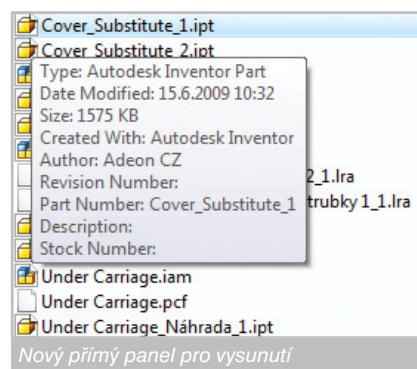 Cover_Substitute_1.ipt
Cover_Substitute_2.ipt
Type: Autodesk Inventor Part
Date Modified: 15.6.2009 10:32
Size: 1575 KB
Created With: Autodesk Inventor
Author: Adeon CZ
Revision Number:
2_1.lra
Part Number: Cover_Substitute_1
trubky 1_1.lra
Description:
Stock Number:
Under Carriage.iam
Under Carriage.pcf
Under Carriage_Náhrada_1.ipt
Nový přímý panel pro vysunutí